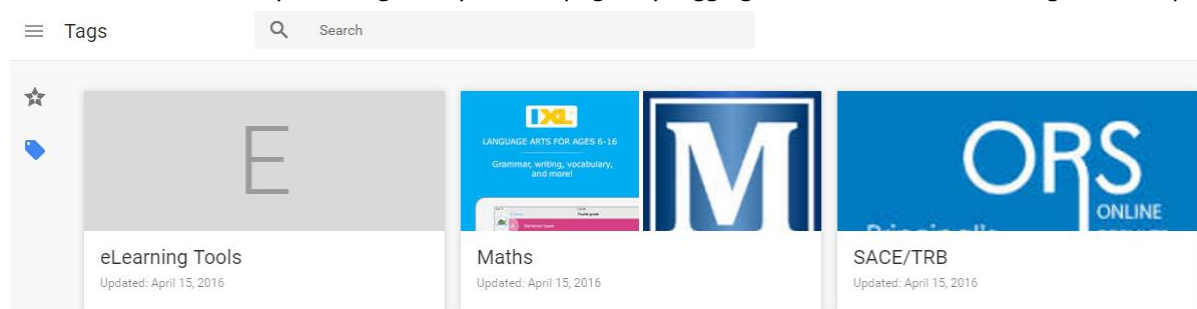 Tags
Search
E
IXL
LANGUAGE ARTS FOR AGES 6-16
Grammar, writing, vocabulary,
and more!
M
ORS
ONLINE
eLearning Tools
Updated: April 15, 2016
Maths
Updated: April 15, 2016
SACE/TRB
Updated: April 15, 2016